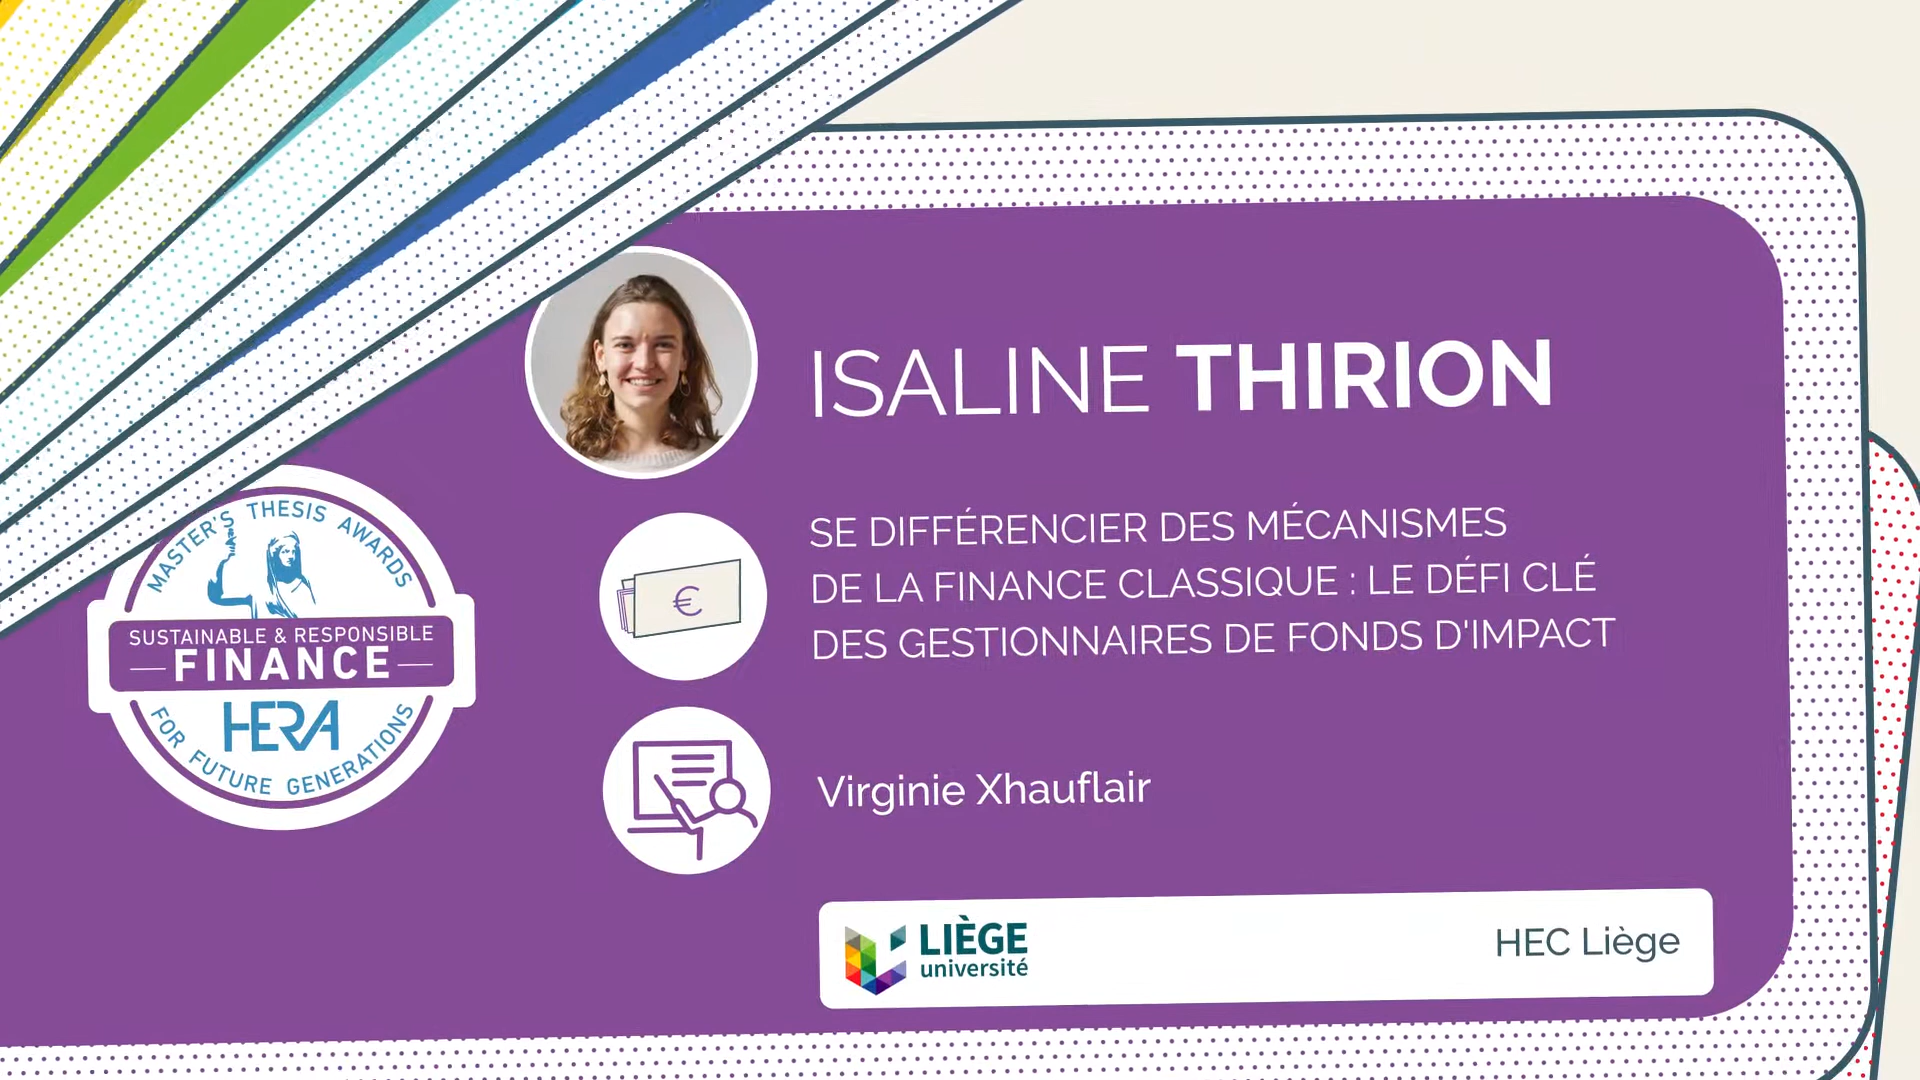 ISALINE THIRION
SE DIFFÉRENCIER DES MÉCANISMES
DE LA FINANCE CLASSIQUE : LE DÉFI CLÉ
DES GESTIONNAIRES DE FONDS D'IMPACT
€
MASTER'S THESIS AWARDS
SUSTAINABLE & RESPONSIBLE
FINANCE
HERA
FOR FUTURE GENERATIONS
Virginie Xhauflair
LIÈGE
université
HEC Liège